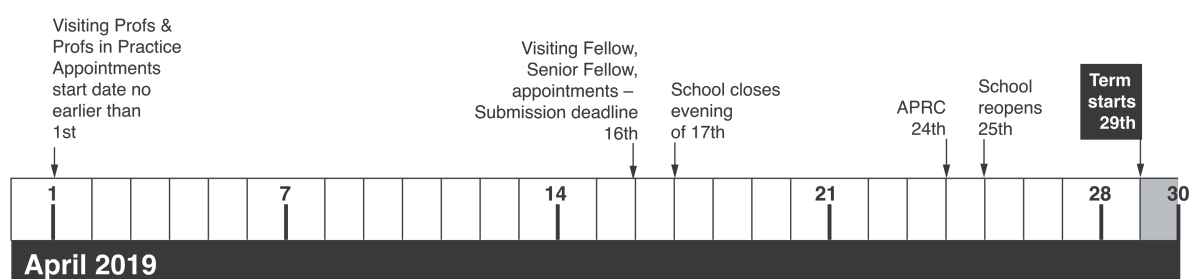 Visiting Profs &
Profs in Practice
Appointments
start date no
earlier than
1st
Visiting Fellow,
Senior Fellow,
appointments –
Submission deadline
16th
School closes
evening
of 17th
APRC
24th
School
reopens
25th
Term
starts
29th
1
7
14
21
28
30
April 2019